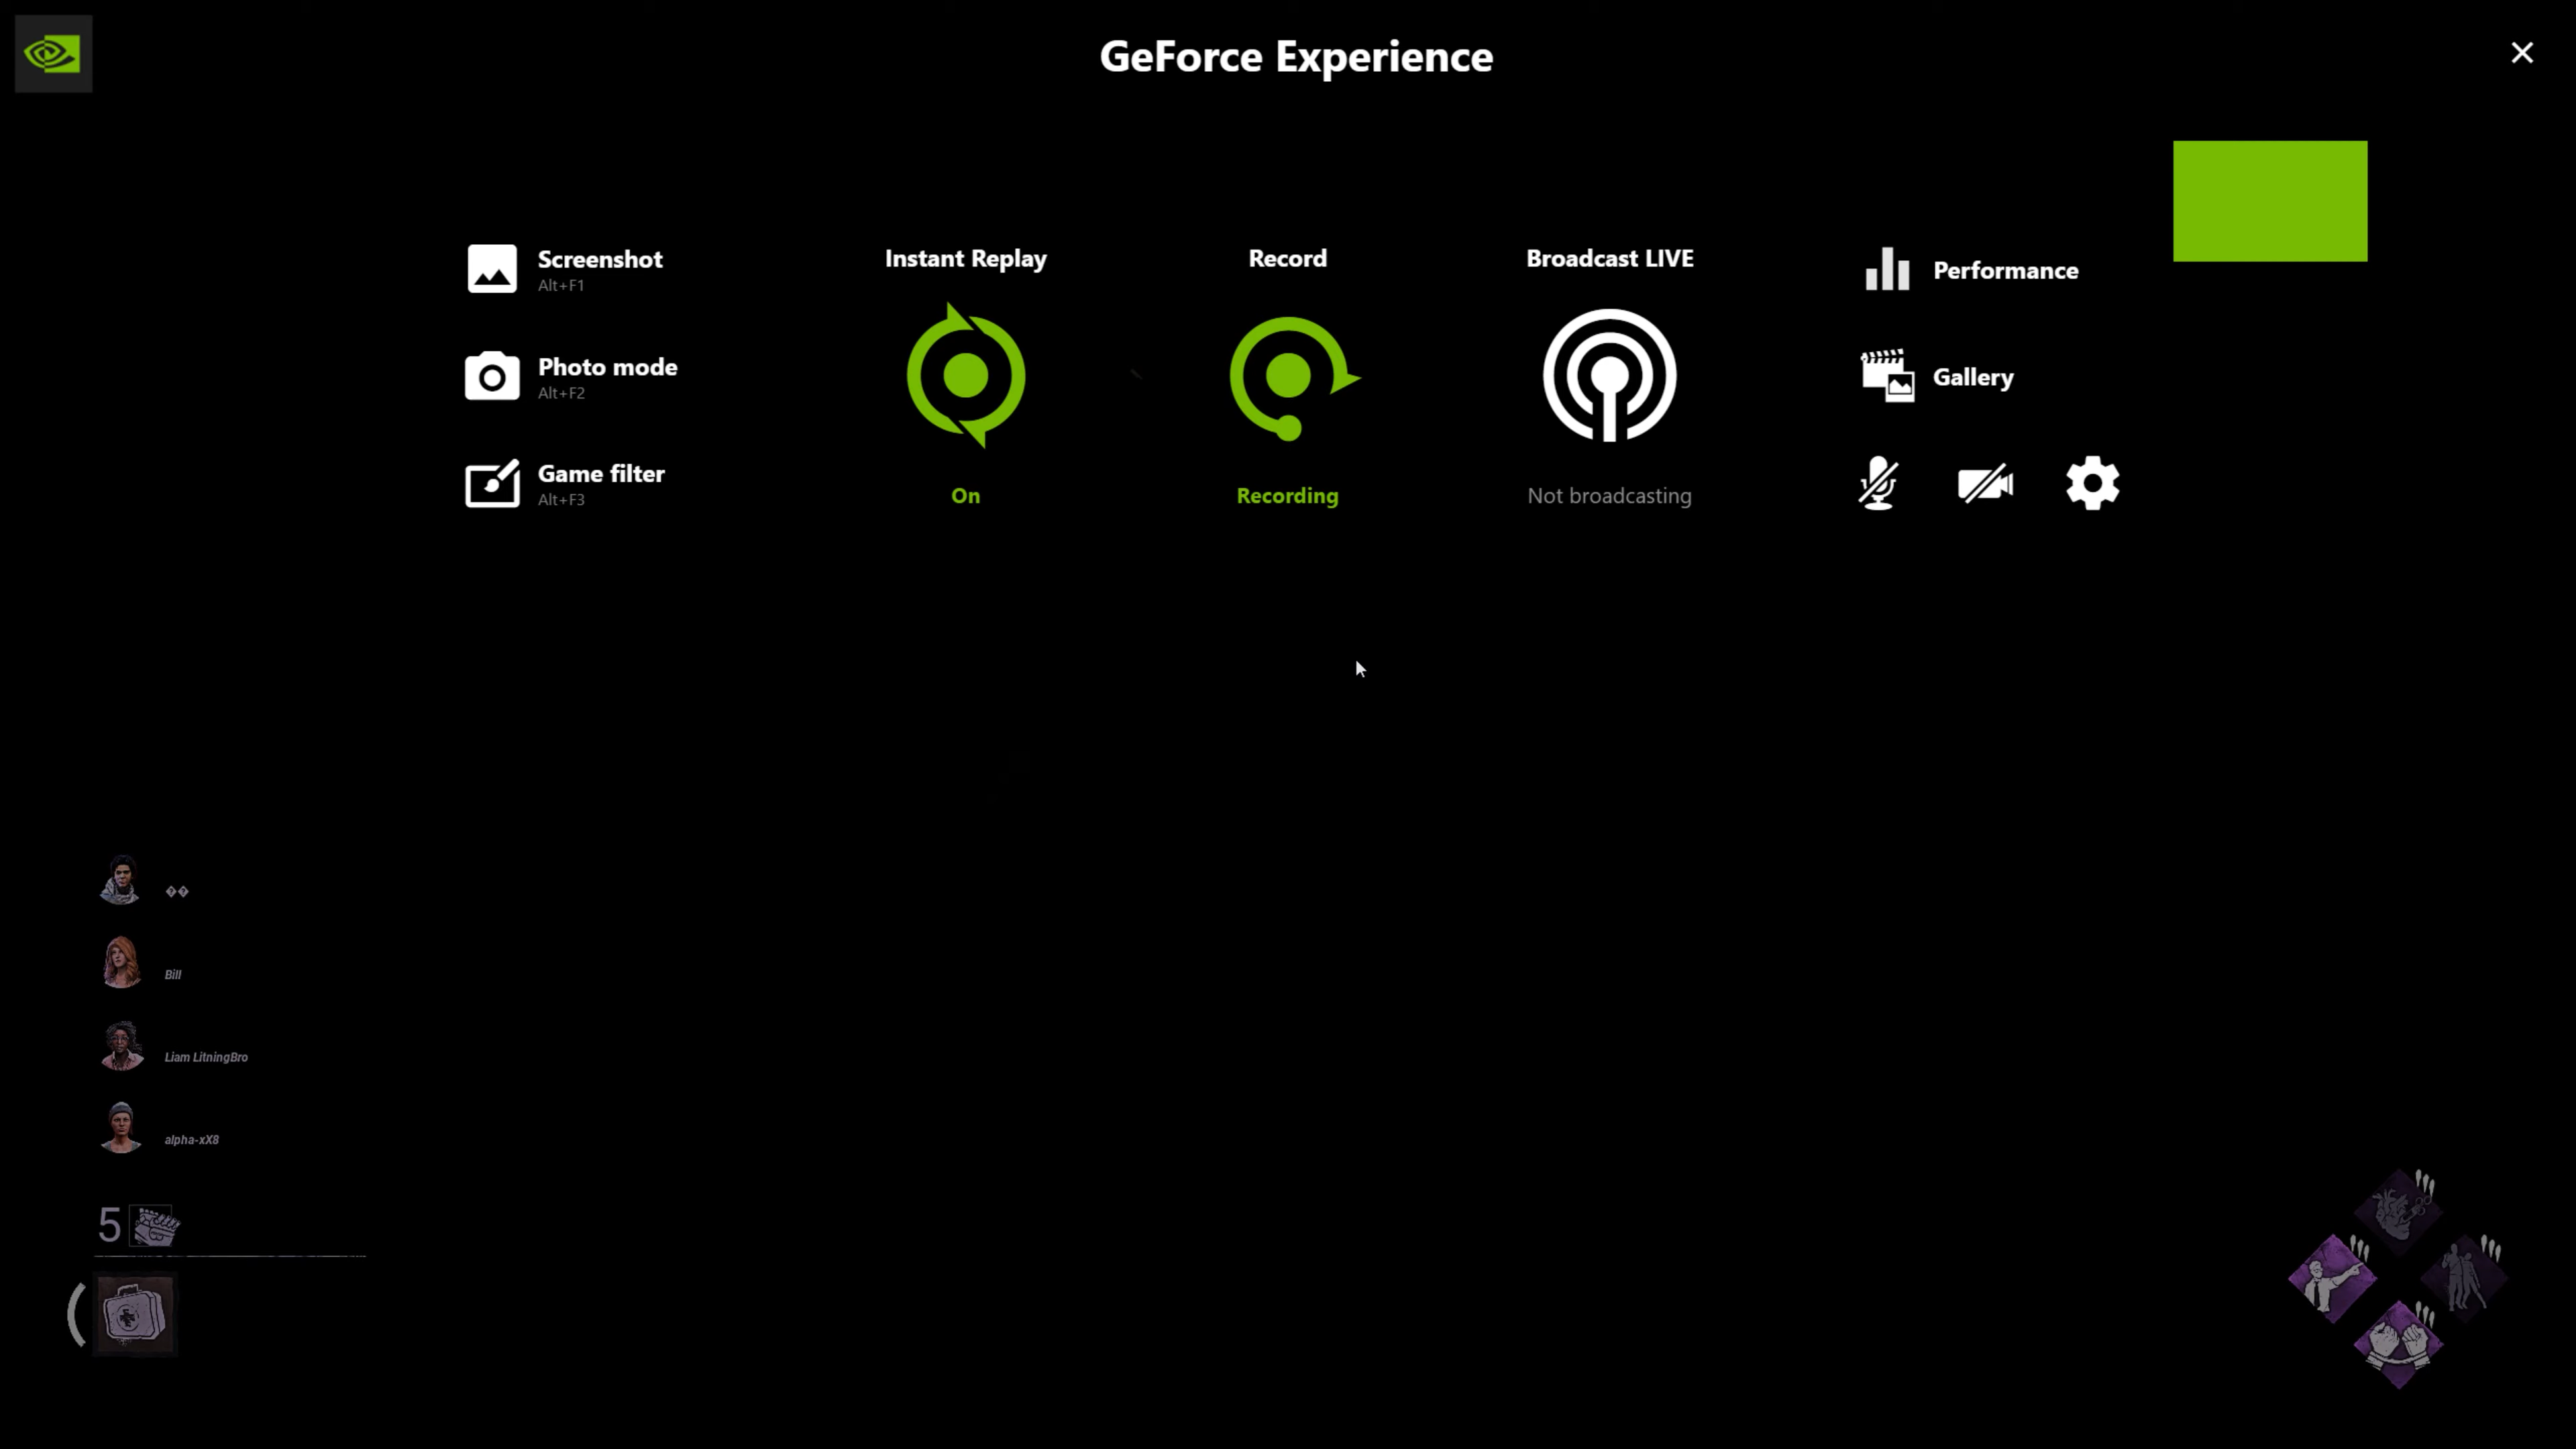 GeForce Experience
Screenshot
Alt+F1
Photo mode
Alt+F2
Game filter
Alt+F3
Instant Replay
On
Record
Recording
Broadcast LIVE
Not broadcasting
Performance
Gallery
��
Bill
Liam LitningBro
alpha-xX8
5